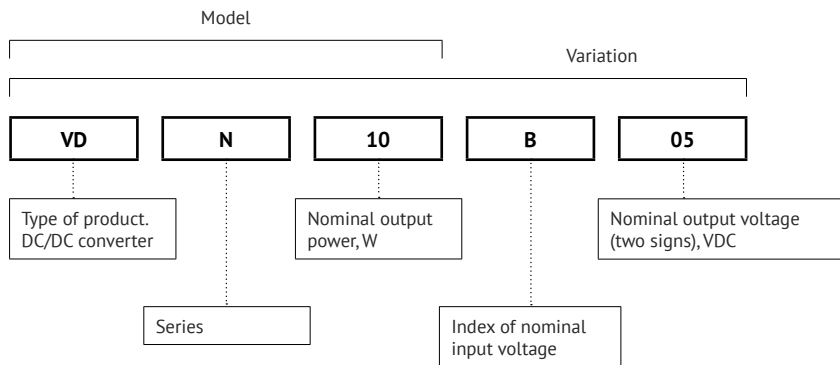 Model
Variation
VD N 10 B 05
Type of product.
DC/DC converter
Nominal output
power, W
Nominal output voltage
(two signs), VDC
Series
Index of nominal
input voltage